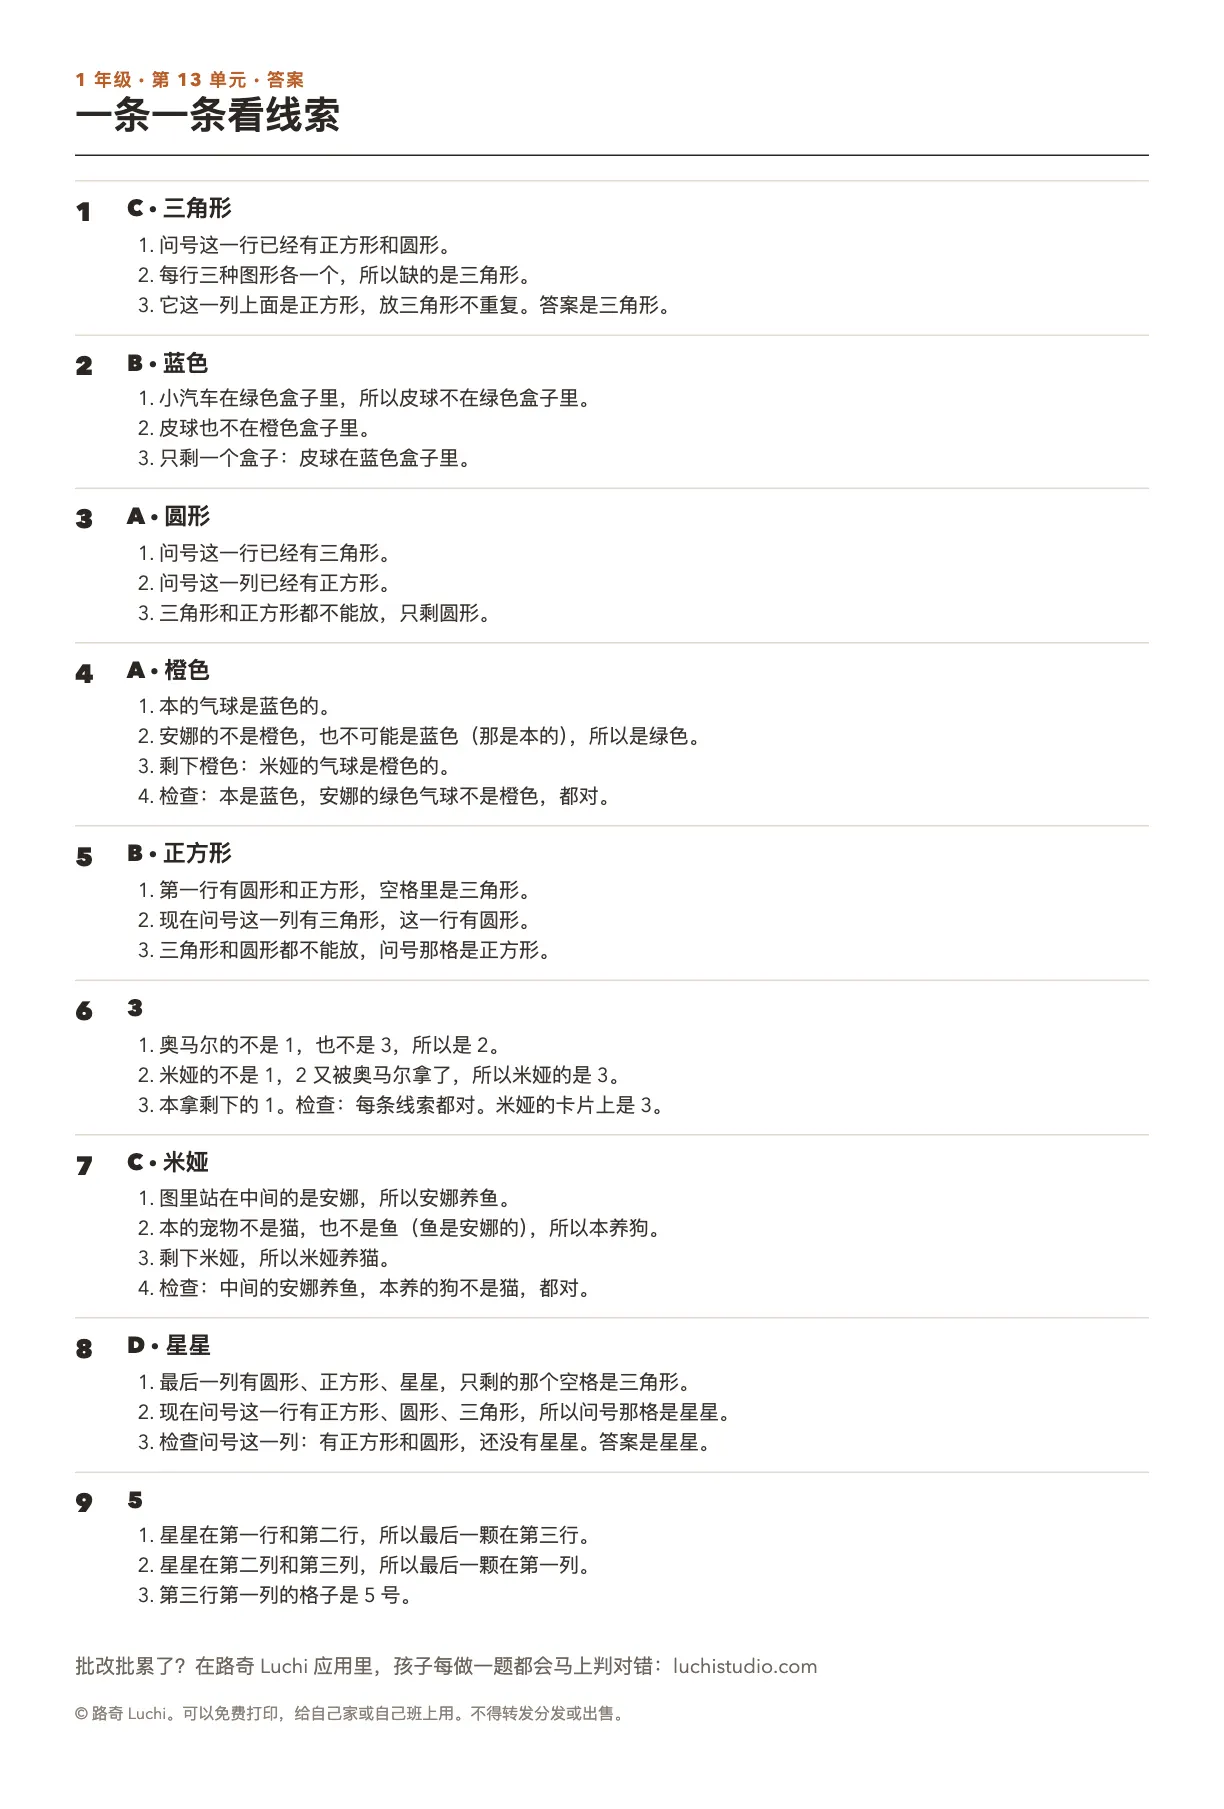 1 年级 · 第 13 单元 · 答案
一条一条看线索
1 C · 三角形
1. 问号这一行已经有正方形和圆形。
2. 每行三种图形各一个，所以缺的是三角形。
3. 它这一列上面是正方形，放三角形不重复。答案是三角形。
2 B · 蓝色
1. 小汽车在绿色盒子里，所以皮球不在绿色盒子里。
2. 皮球也不在橙色盒子里。
3. 只剩一个盒子：皮球在蓝色盒子里。
3 A · 圆形
1. 问号这一行已经有三角形。
2. 问号这一列已经有正方形。
3. 三角形和正方形都不能放，只剩圆形。
4 A · 橙色
1. 本的气球是蓝色的。
2. 安娜的不是橙色，也不可能是蓝色（那是本的），所以是绿色。
3. 剩下橙色：米娅的气球是橙色的。
4. 检查：本是蓝色，安娜的绿色气球不是橙色，都对。
5 B · 正方形
1. 第一行有圆形和正方形，空格里是三角形。
2. 现在问号这一列有三角形，这一行有圆形。
3. 三角形和圆形都不能放，问号那格是正方形。
6 3
1. 奥马尔的不是 1，也不是 3，所以是 2。
2. 米娅的不是 1，2 又被奥马尔拿了，所以米娅的是 3。
3. 本拿剩下的 1。检查：每条线索都对。米娅的卡片上是 3。
7 C · 米娅
1. 图里站在中间的是安娜，所以安娜养鱼。
2. 本的宠物不是猫，也不是鱼（鱼是安娜的），所以本养狗。
3. 剩下米娅，所以米娅养猫。
4. 检查：中间的安娜养鱼，本养的狗不是猫，都对。
8 D · 星星
1. 最后一列有圆形、正方形、星星，只剩的那个空格是三角形。
2. 现在问号这一行有正方形、圆形、三角形，所以问号那格是星星。
3. 检查问号这一列：有正方形和圆形，还没有星星。答案是星星。
9 5
1. 星星在第一行和第二行，所以最后一颗在第三行。
2. 星星在第二列和第三列，所以最后一颗在第一列。
3. 第三行第一列的格子是 5 号。
批改批累了？在路奇 Luchi 应用里，孩子每做一题都会马上判对错：luchistudio.com
© 路奇 Luchi。可以免费打印，给自己家或自己班上用。不得转发分发或出售。